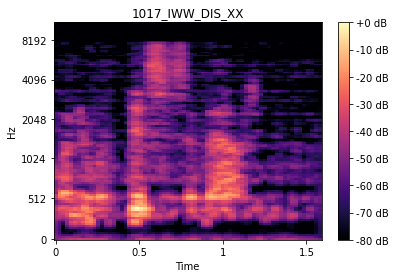 1017_IWW_DIS_XX
Hz
8192
4096
2048
1024
512
0
0
0.5
1
1.5
Time
+0 dB
-10 dB
-20 dB
-30 dB
-40 dB
-50 dB
-60 dB
-70 dB
-80 dB